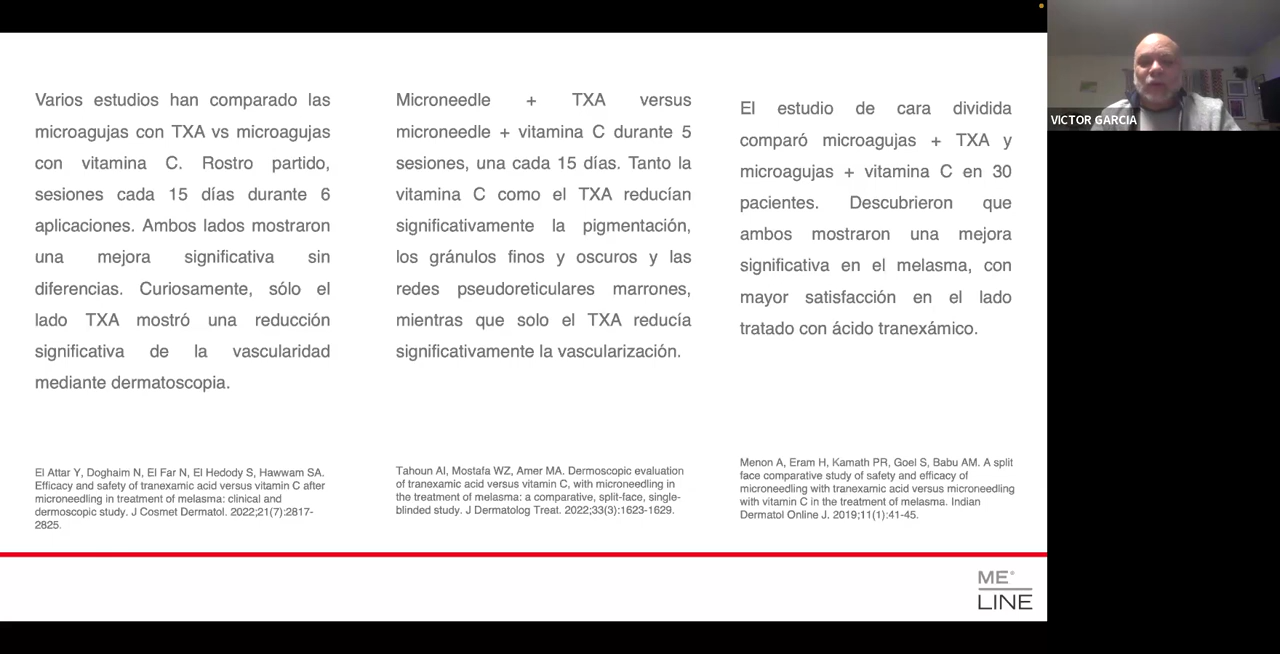 Varios estudios han comparado las
microagujas con TXA vs microagujas
con vitamina C. Rostro partido,
sesiones cada 15 días durante 6
aplicaciones. Ambos lados mostraron
una mejora significativa sin
diferencias. Curiosamente, sólo el
lado TXA mostró una reducción
significativa de la vascularidad
mediante dermatoscopia.
El Attar Y, Doghaim N, El Far N, El Hedody S, Hawwam SA.
Efficacy and safety of tranexamic acid versus vitamin C after
microneedling in treatment of melasma: clinical and
dermoscopic study. J Cosmet Dermatol. 2022;21(7):2817-
2825.
Microneedle + TXA versus
microneedle + vitamina C durante 5
sesiones, una cada 15 días. Tanto la
vitamina C como el TXA reducían
significativamente la pigmentación,
los gránulos finos y oscuros y las
redes pseudoreticulares marrones,
mientras que solo el TXA reducía
significativamente la vascularización.
Tahoun AI, Mostafa WZ, Amer MA. Dermoscopic evaluation
of tranexamic acid versus vitamin C, with microneedling in
the treatment of melasma: a comparative, split-face, single-
blinded study. J Dermatolog Treat. 2022;33(3):1623-1629.
El estudio de cara dividida
comparó microagujas + TXA y
microagujas + vitamina C en 30
pacientes. Descubrieron que
ambos mostraron una mejora
significativa en el melasma, con
mayor satisfacción en el lado
tratado con ácido tranexámico.
Menon A, Eram H, Kamath PR, Goel S, Babu AM. A split
face comparative study of safety and efficacy of
microneedling with tranexamic acid versus microneedling
with vitamin C in the treatment of melasma. Indian
Dermatol Online J. 2019;11(1):41-45.
ME®
LINE
VICTOR GARCIA